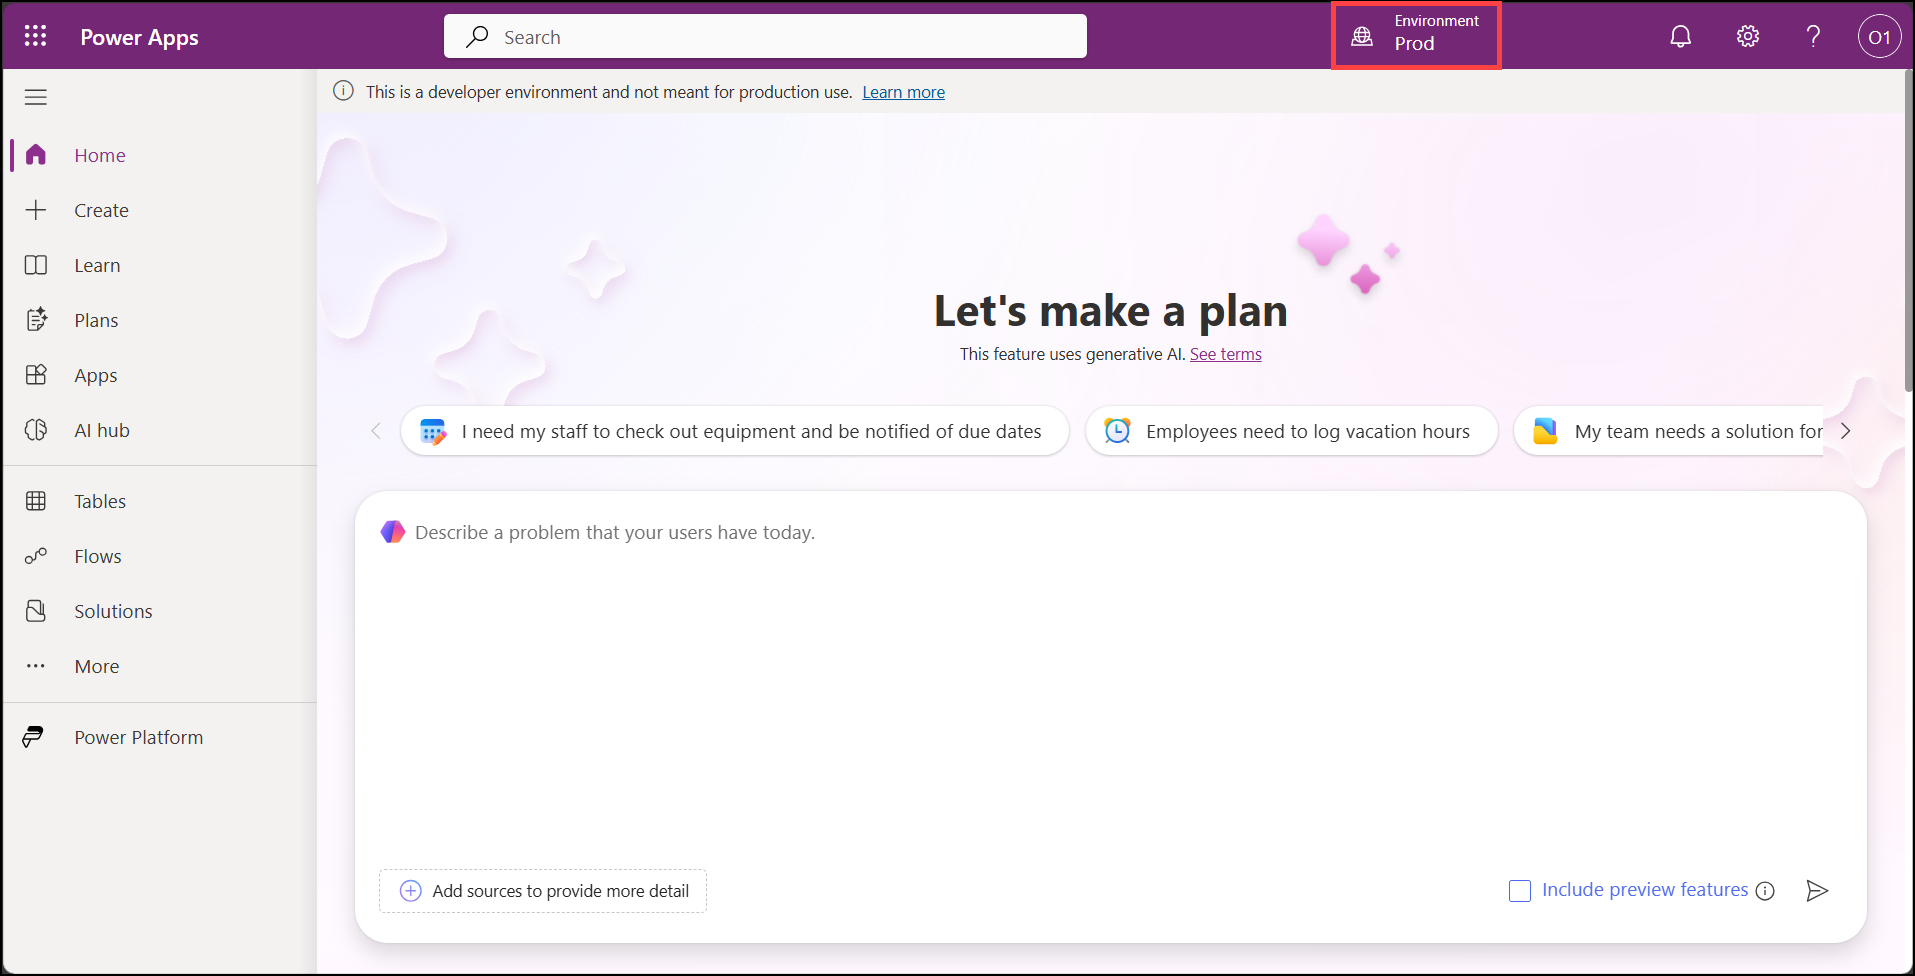 Power Apps
Search
Environment
Prod
O1
This is a developer environment and not meant for production use. Learn more
Home
Create
Learn
Plans
Apps
AI hub
Tables
Flows
Solutions
More
Power Platform
Let's make a plan
This feature uses generative AI. See terms
I need my staff to check out equipment and be notified of due dates
Employees need to log vacation hours
My team needs a solution for
Describe a problem that your users have today.
Add sources to provide more detail
Include preview features